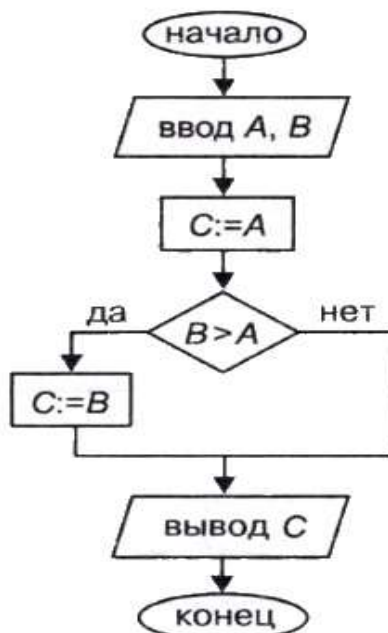 начало
ввод A, B
C:=A
да
B>A
нет
C:=B
вывод C
конец